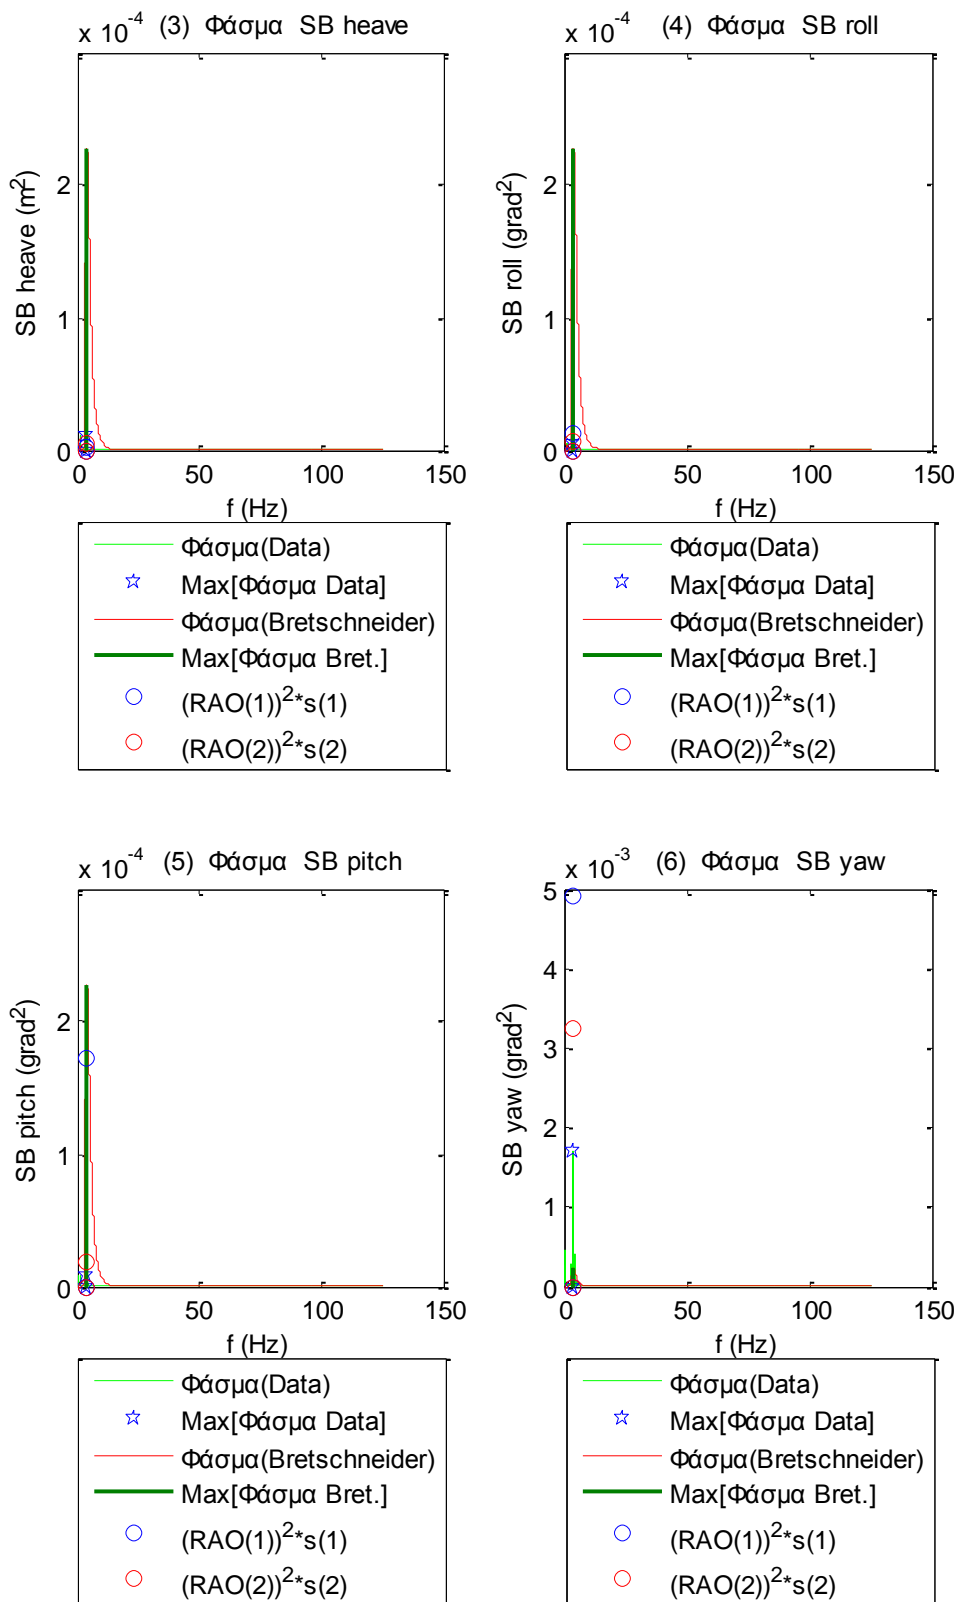 x 10^-4 (3) Φάσμα SB heave
SB heave (m^2)
2
1
0
0 50 100 150
f (Hz)
Φάσμα(Data)
Max[Φάσμα Data]
Φάσμα(Bretschneider)
Max[Φάσμα Bret.]
(RAO(1))^2*s(1)
(RAO(2))^2*s(2)
x 10^-4 (4) Φάσμα SB roll
SB roll (grad^2)
2
1
0
0 50 100 150
f (Hz)
Φάσμα(Data)
Max[Φάσμα Data]
Φάσμα(Bretschneider)
Max[Φάσμα Bret.]
(RAO(1))^2*s(1)
(RAO(2))^2*s(2)
x 10^-4 (5) Φάσμα SB pitch
SB pitch (grad^2)
2
1
0
0 50 100 150
f (Hz)
Φάσμα(Data)
Max[Φάσμα Data]
Φάσμα(Bretschneider)
Max[Φάσμα Bret.]
(RAO(1))^2*s(1)
(RAO(2))^2*s(2)
x 10^-3 (6) Φάσμα SB yaw
SB yaw (grad^2)
5
4
3
2
1
0
0 50 100 150
f (Hz)
Φάσμα(Data)
Max[Φάσμα Data]
Φάσμα(Bretschneider)
Max[Φάσμα Bret.]
(RAO(1))^2*s(1)
(RAO(2))^2*s(2)